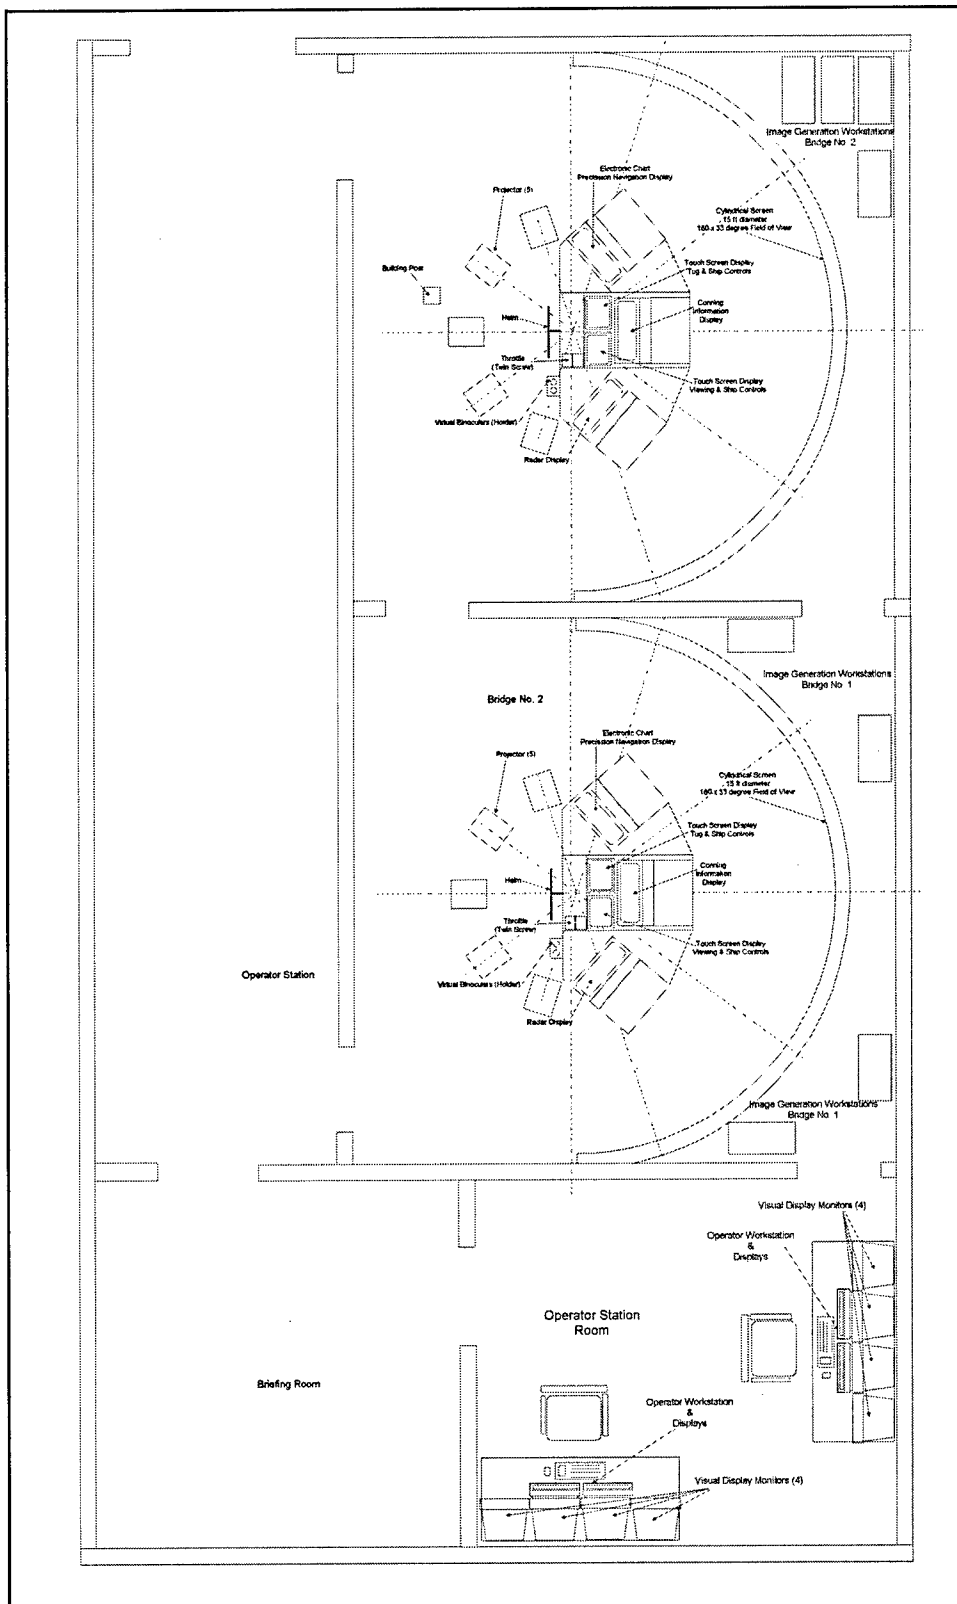 Image Generation Workstations
Bridge No. 2
Electronic Chart
Precission Navigation Display
Projector (5)
Cylindrical Screen
15 ft diameter
180 x 33 degree Field of View
Building Post
Touch Screen Display
Tug & Ship Controls
Conning
Information
Display
Helm
Throttle
(Twin Screw)
Touch Screen Display
Viewing & Ship Controls
Virtual Binoculars (Holder)
Radar Display
Image Generation Workstations
Bridge No. 1
Bridge No. 2
Electronic Chart
Precission Navigation Display
Projector (5)
Cylindrical Screen
15 ft diameter
180 x 33 degree Field of View
Touch Screen Display
Tug & Ship Controls
Conning
Information
Display
Helm
Throttle
(Twin Screw)
Touch Screen Display
Viewing & Ship Controls
Operator Station
Virtual Binoculars (Holder)
Radar Display
Image Generation Workstations
Bridge No. 1
Visual Display Monitors (4)
Operator Workstation
&
Displays
Operator Station
Room
Briefing Room
Operator Workstation
&
Displays
Visual Display Monitors (4)